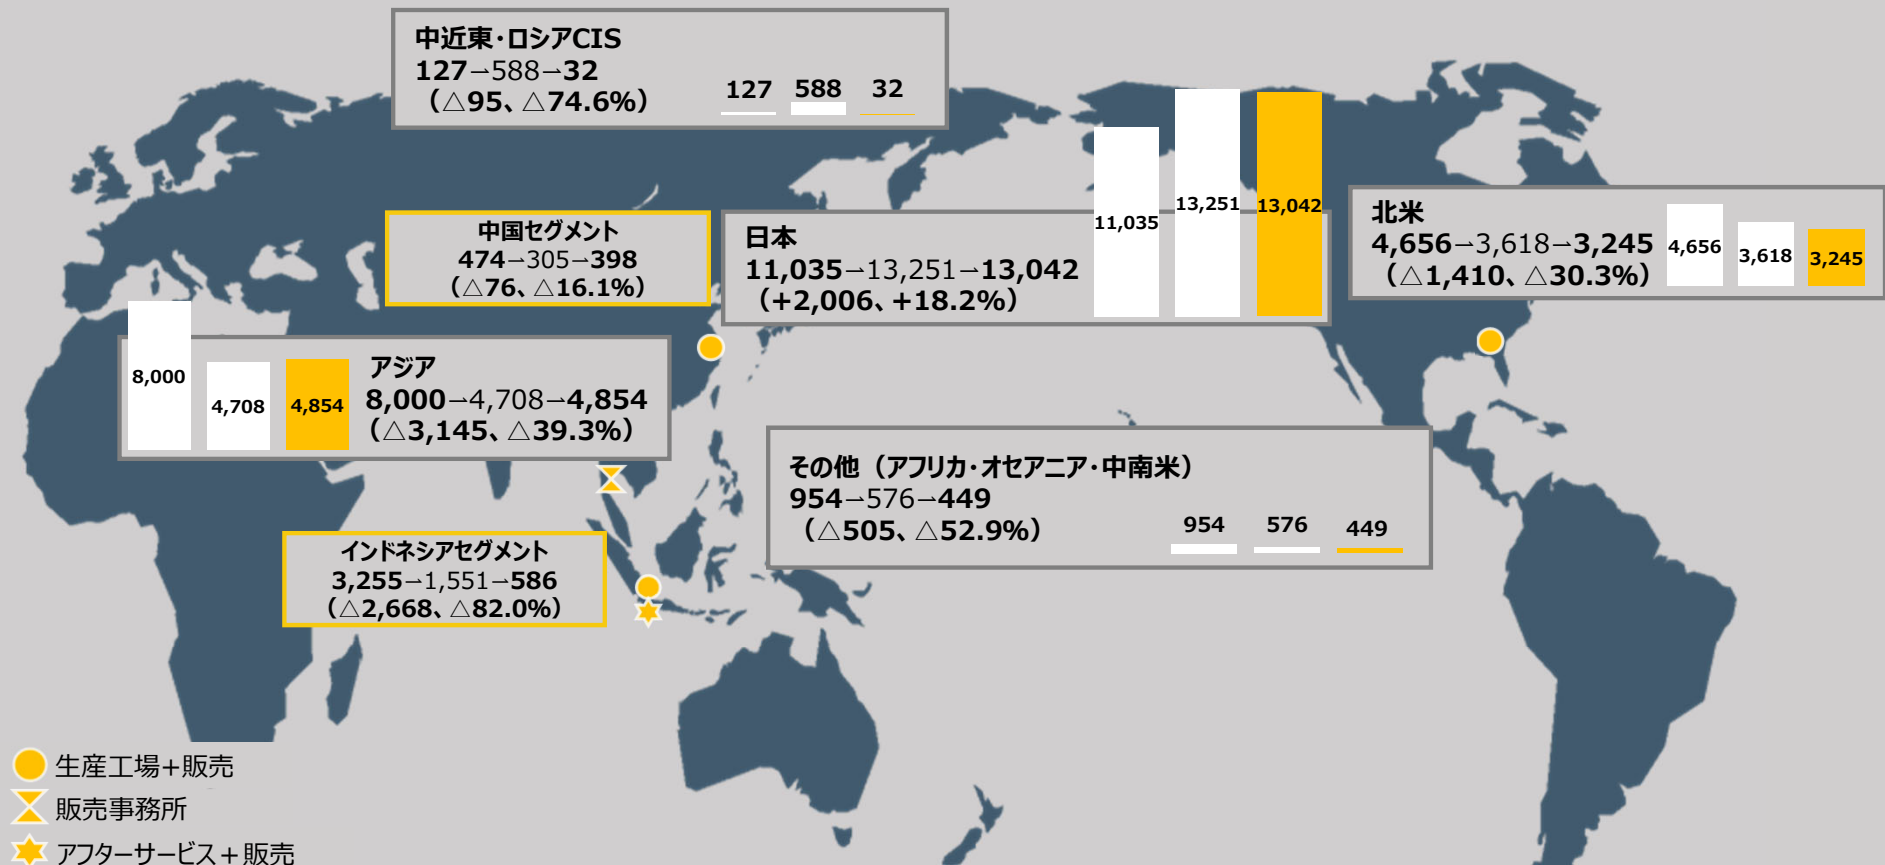 中近東・ロシアCIS
127→588→32
（△95、△74.6%）
127 588 32
中国セグメント
474→305→398
（△76、△16.1%）
日本
11,035→13,251→13,042
（+2,006、+18.2%）
11,035 13,251 13,042
北米
4,656→3,618→3,245
（△1,410、△30.3%）
4,656 3,618 3,245
8,000 4,708 4,854
アジア
8,000→4,708→4,854
（△3,145、△39.3%）
その他（アフリカ・オセアニア・中南米）
954→576→449
（△505、△52.9%）
954 576 449
インドネシアセグメント
3,255→1,551→586
（△2,668、△82.0%）
生産工場+販売
販売事務所
アフターサービス+販売